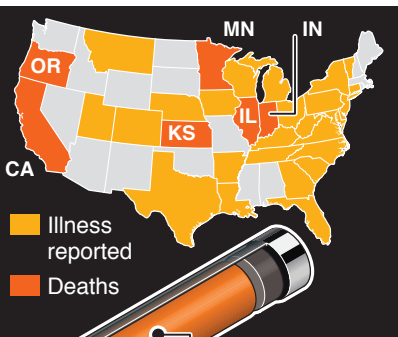 MN
IN
OR
IL
KS
CA
Illness
reported
Deaths